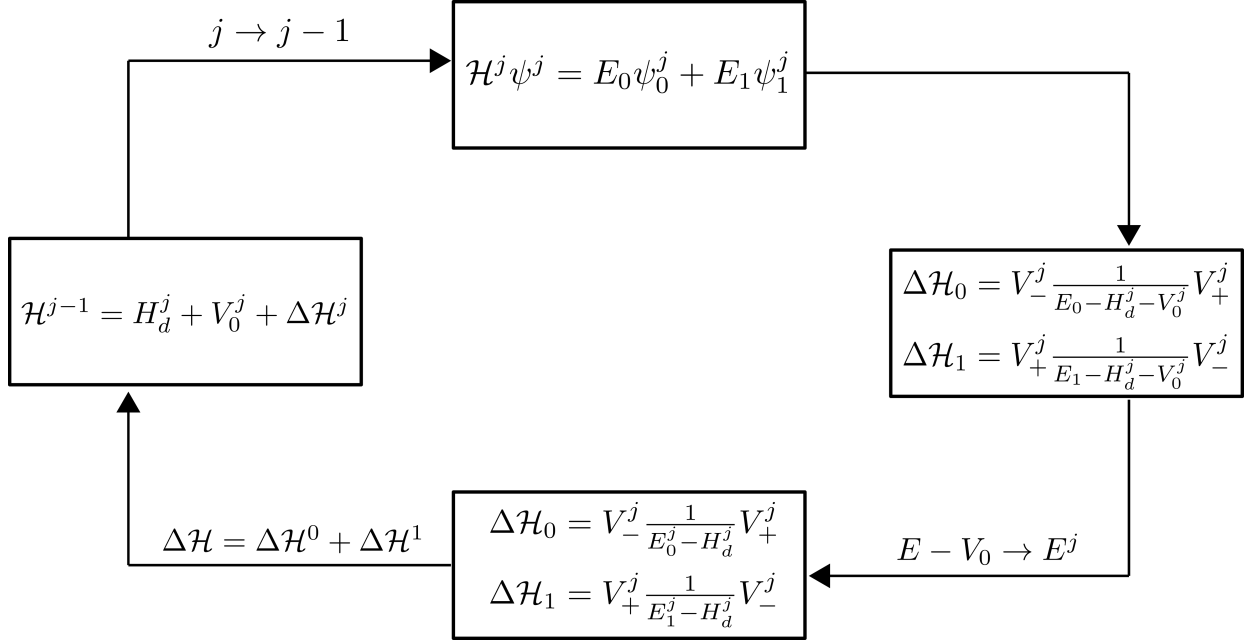 j → j − 1
ℋ^j ψ^j = E_0 ψ_0^j + E_1 ψ_1^j
Δℋ_0 = V_-^j \frac{1}{E_0 − H_d^j − V_0^j} V_+^j
Δℋ_1 = V_+^j \frac{1}{E_1 − H_d^j − V_0^j} V_-^j
ℋ^{j−1} = H_d^j + V_0^j + Δℋ^j
E − V_0 → E^j
Δℋ_0 = V_-^j \frac{1}{E_0^j − H_d^j} V_+^j
Δℋ_1 = V_+^j \frac{1}{E_1^j − H_d^j} V_-^j
Δℋ = Δℋ^0 + Δℋ^1